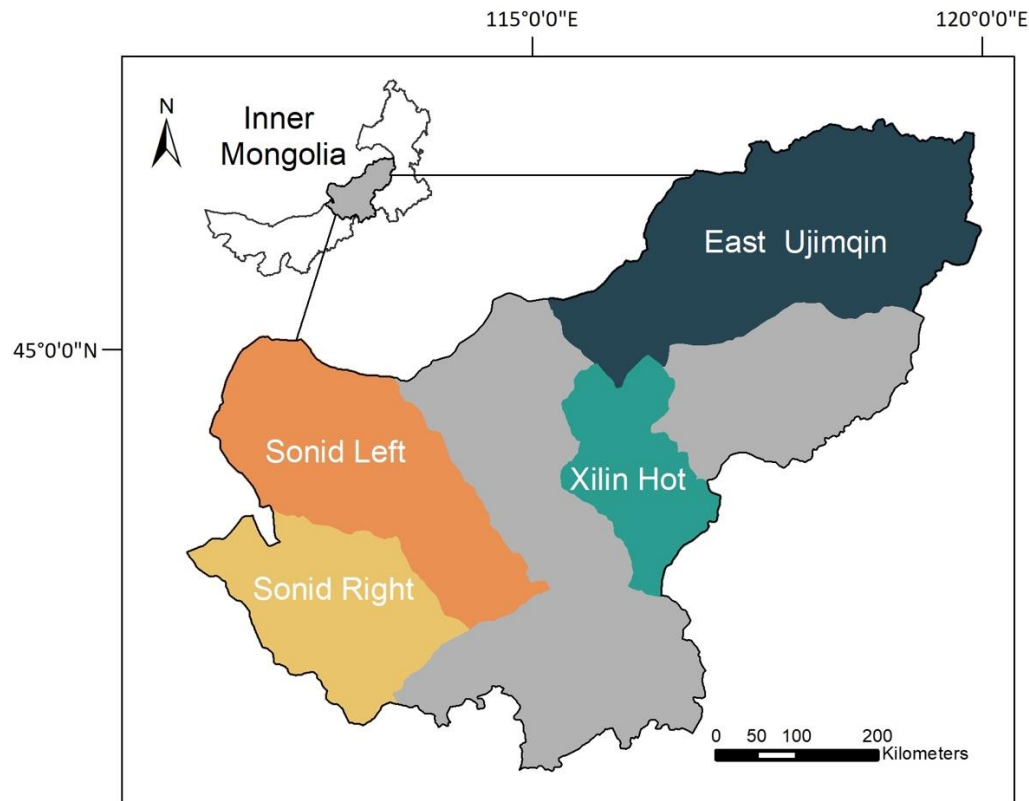 115°0'0"E
120°0'0"E
N
Inner
Mongolia
East Ujimqin
45°0'0"N
Sonid Left
Xilin Hot
Sonid Right
0 50 100 200
Kilometers